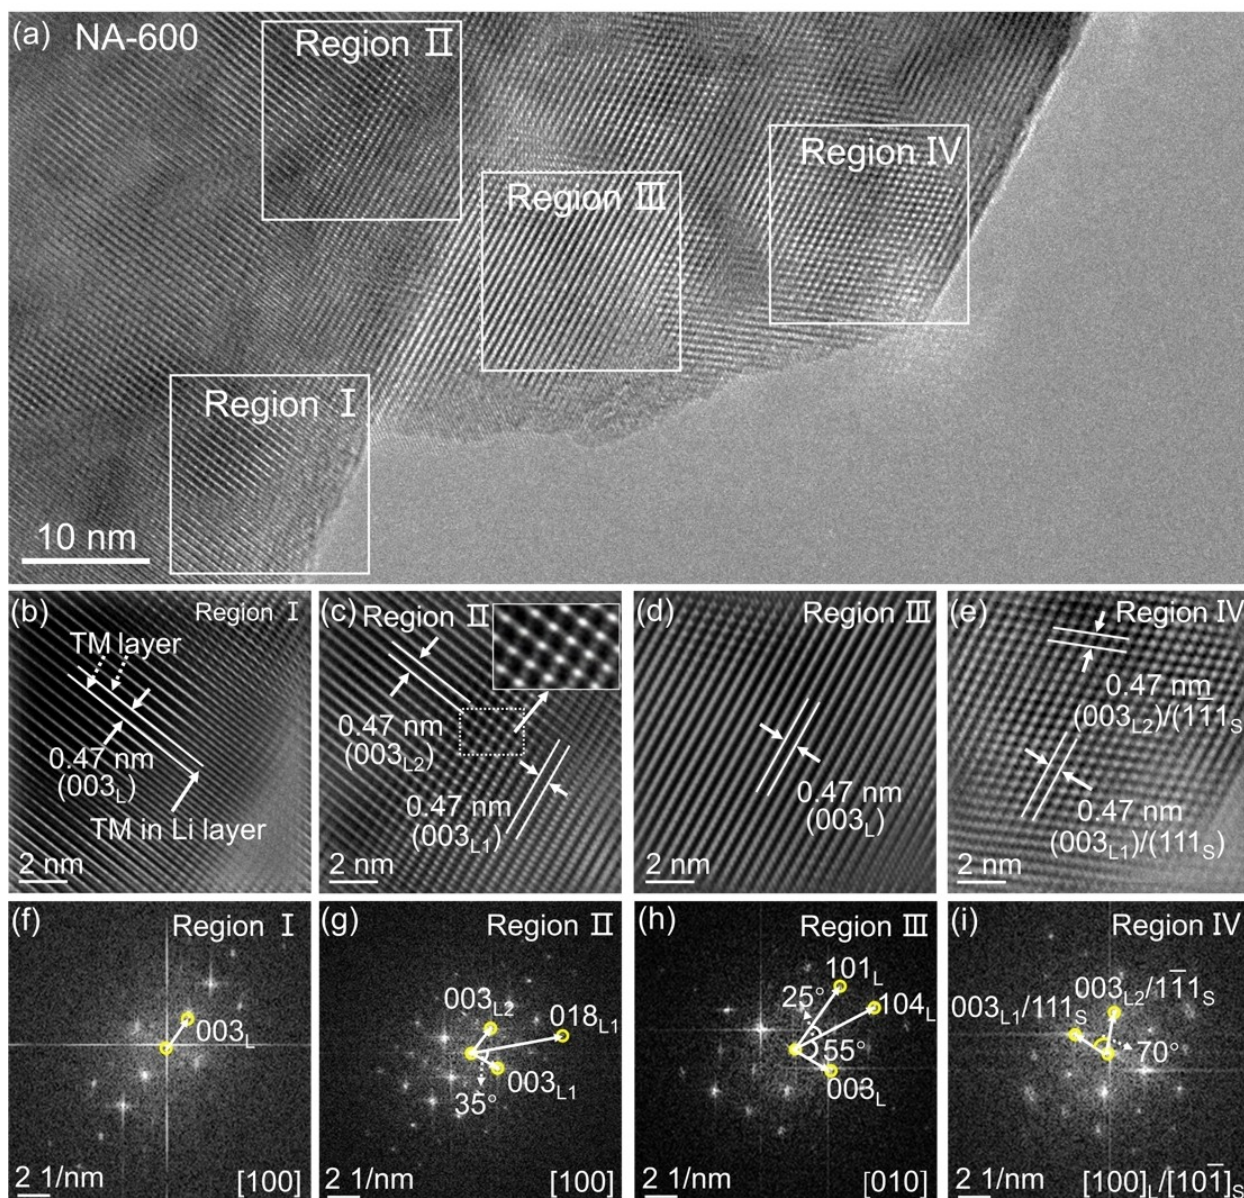 (a) NA-600
Region Ⅱ
Region Ⅲ
Region Ⅳ
Region Ⅰ
10 nm
(b) Region Ⅰ
TM layer
0.47 nm
(003L)
TM in Li layer
2 nm
(c) Region Ⅱ
0.47 nm
(003L2)
0.47 nm
(003L1)
2 nm
(d) Region Ⅲ
0.47 nm
(003L)
2 nm
(e) Region Ⅳ
0.47 nm
(003L2)/(11̄1S)
0.47 nm
(003L1)/(111S)
2 nm
(f) Region Ⅰ
003L
2 1/nm [100]
(g) Region Ⅱ
003L2
018L1
003L1
35°
2 1/nm [100]
(h) Region Ⅲ
101L
25°
104L
55°
003L
2 1/nm [010]
(i) Region Ⅳ
003L1/111S
003L2/11̄1S
70°
2 1/nm [100]L/[101̄]S